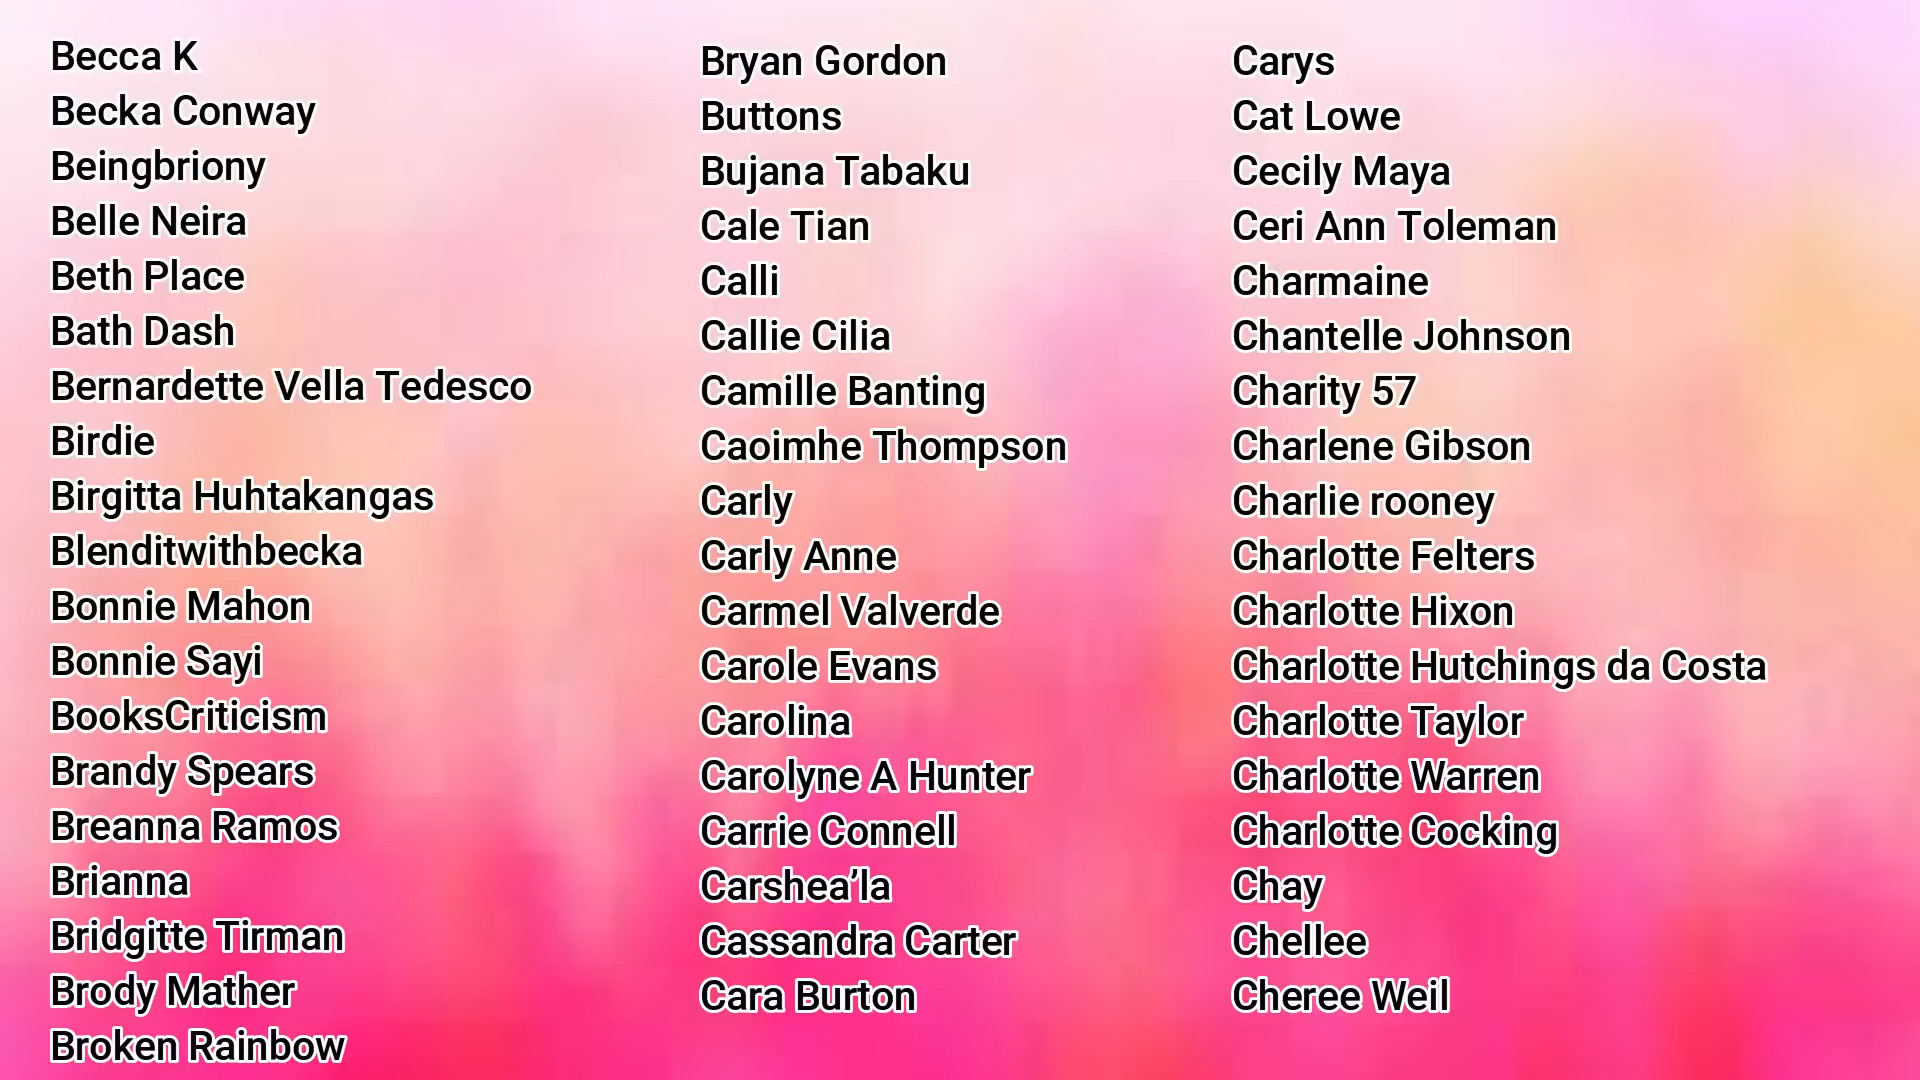 Becca K
Becka Conway
Beingbriony
Belle Neira
Beth Place
Bath Dash
Bernardette Vella Tedesco
Birdie
Birgitta Huhtakangas
Blenditwithbecka
Bonnie Mahon
Bonnie Sayi
BooksCriticism
Brandy Spears
Breanna Ramos
Brianna
Bridgitte Tirman
Brody Mather
Broken Rainbow
Bryan Gordon
Buttons
Bujana Tabaku
Cale Tian
Calli
Callie Cilia
Camille Banting
Caoimhe Thompson
Carly
Carly Anne
Carmel Valverde
Carole Evans
Carolina
Carolyne A Hunter
Carrie Connell
Carshea’la
Cassandra Carter
Cara Burton
Carys
Cat Lowe
Cecily Maya
Ceri Ann Toleman
Charmaine
Chantelle Johnson
Charity 57
Charlene Gibson
Charlie rooney
Charlotte Felters
Charlotte Hixon
Charlotte Hutchings da Costa
Charlotte Taylor
Charlotte Warren
Charlotte Cocking
Chay
Chellee
Cheree Weil